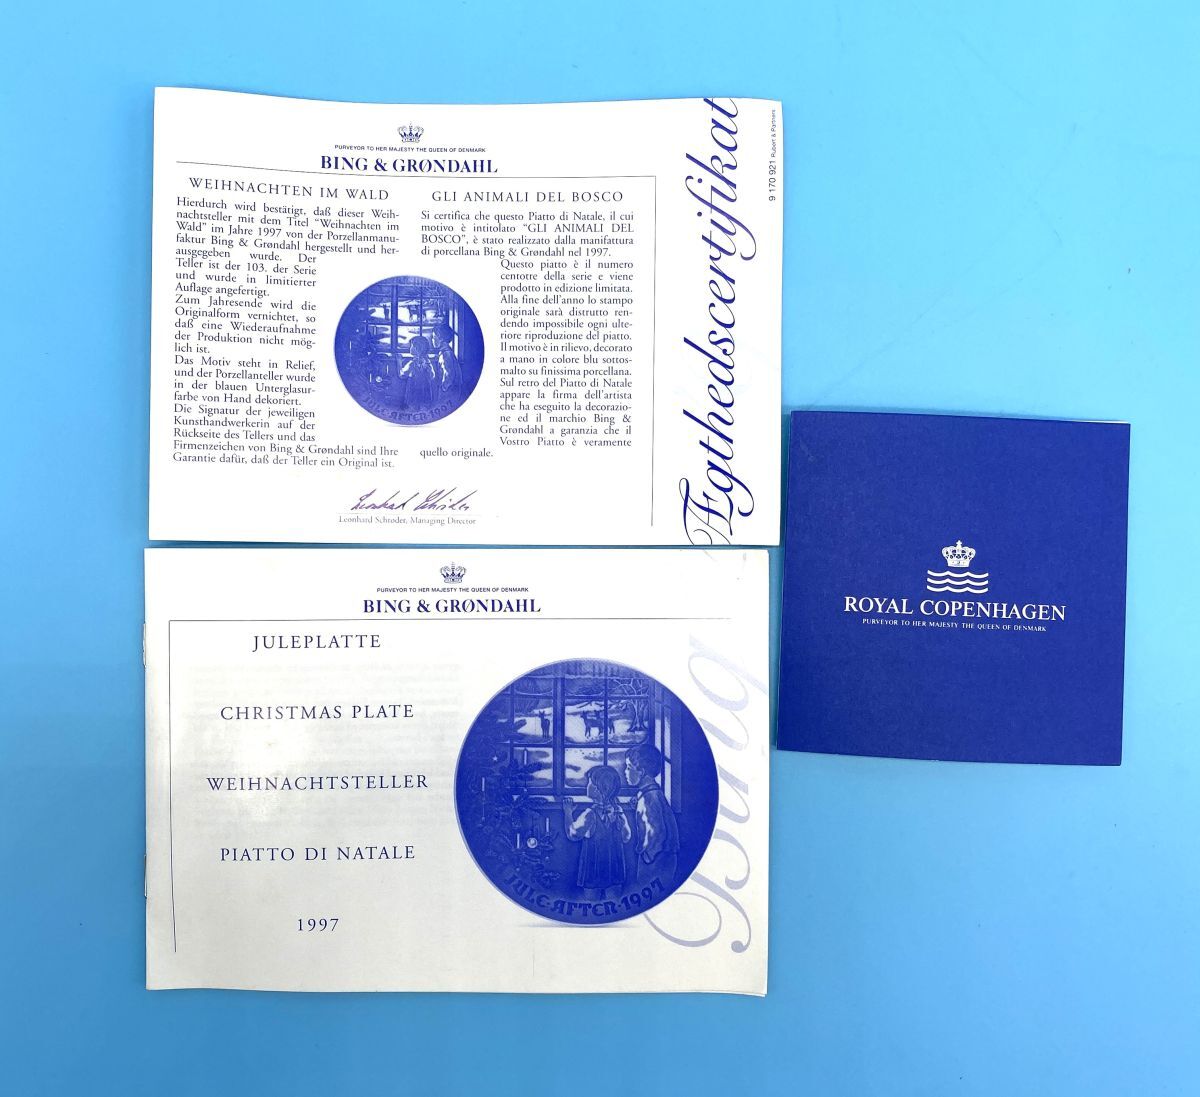 PURVEYOR TO HER MAJESTY THE QUEEN OF DENMARK
BING & GRØNDAHL
WEIHNACHTEN IM WALD
Hierdurch wird bestätigt, daß dieser Weih-
nachtsteller mit dem Titel “Weihnachten im
Wald” im Jahre 1997 von der Porzellanmanu-
faktur Bing & Grøndahl hergestellt und her-
ausgegeben wurde. Der
Teller ist der 103. der Serie
und wurde in limitierter
Auflage angefertigt.
Zum Jahresende wird die
Originalform vernichtet, so
daß eine Wiederaufnahme
der Produktion nicht mög-
lich ist.
Das Motiv steht in Relief,
und der Porzellanteller wurde
in der blauen Unterglasur-
farbe von Hand dekoriert.
Die Signatur der jeweiligen
Kunsthandwerkerin auf der
Rückseite des Tellers und das
Firmenzeichen von Bing & Grøndahl sind Ihre
Garantie dafür, daß der Teller ein Original ist.
GLI ANIMALI DEL BOSCO
Si certifica che questo Piatto di Natale, il cui
motivo è intitolato “GLI ANIMALI DEL
BOSCO”, è stato realizzato dalla manifattura
di porcellana Bing & Grøndahl nel 1997.
Questo piatto è il numero
centotre della serie e viene
prodotto in edizione limitata.
Alla fine dell'anno lo stampo
originale sarà distrutto ren-
dendo impossibile ogni ulte-
riore riproduzione del piatto.
Il motivo è in rilievo, decorato
a mano in colore blu sottos-
malto su finissima porcellana.
Sul retro del Piatto di Natale
appare la firma dell'artista
che ha eseguito la decorazio-
ne ed il marchio Bing &
Grøndahl a garanzia che il
Vostro Piatto è veramente
quello originale.
JULE·AFTER·1997
Leonhard Schrøder
Leonhard Schrøder, Managing Director
Ægthedscertifikat
9 170 921 Rubert & Partners
PURVEYOR TO HER MAJESTY THE QUEEN OF DENMARK
BING & GRØNDAHL
JULEPLATTE
CHRISTMAS PLATE
WEIHNACHTSTELLER
PIATTO DI NATALE
1997
JULE·AFTER·1997
Bing
ROYAL COPENHAGEN
PURVEYOR TO HER MAJESTY THE QUEEN OF DENMARK